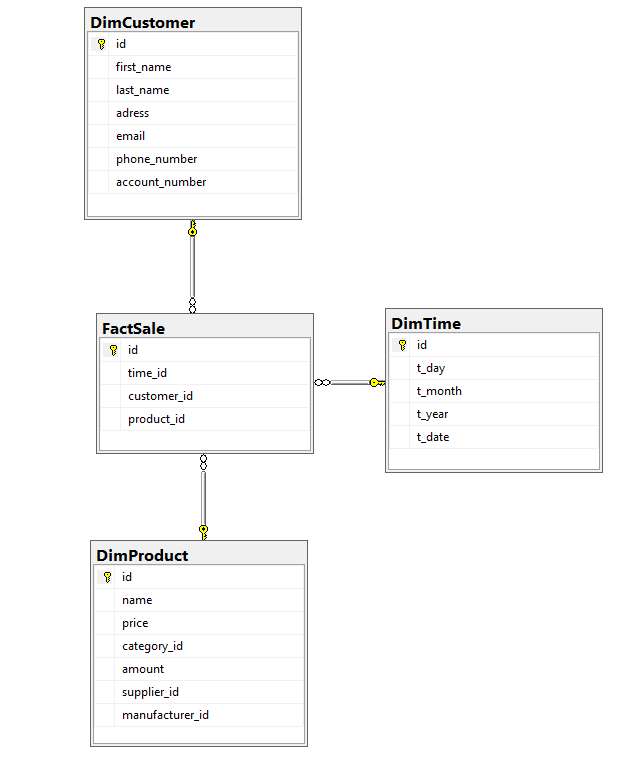 DimCustomer
id
first_name
last_name
adress
email
phone_number
account_number
FactSale
id
time_id
customer_id
product_id
DimTime
id
t_day
t_month
t_year
t_date
DimProduct
id
name
price
category_id
amount
supplier_id
manufacturer_id